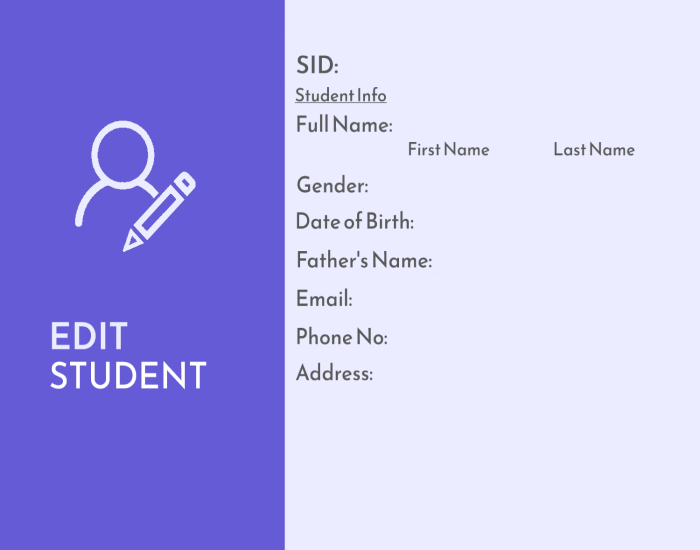 EDIT
STUDENT
SID:
Student Info
Full Name:
First Name Last Name
Gender:
Date of Birth:
Father's Name:
Email:
Phone No:
Address: